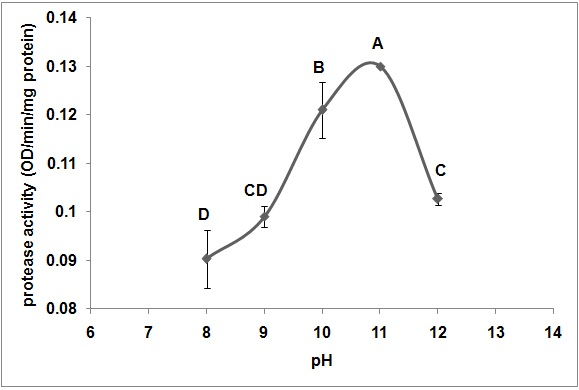 protease activity (OD/min/mg protein)
0.14
0.13
0.12
0.11
0.1
0.09
0.08
A
B
C
CD
D
6 7 8 9 10 11 12 13 14
pH